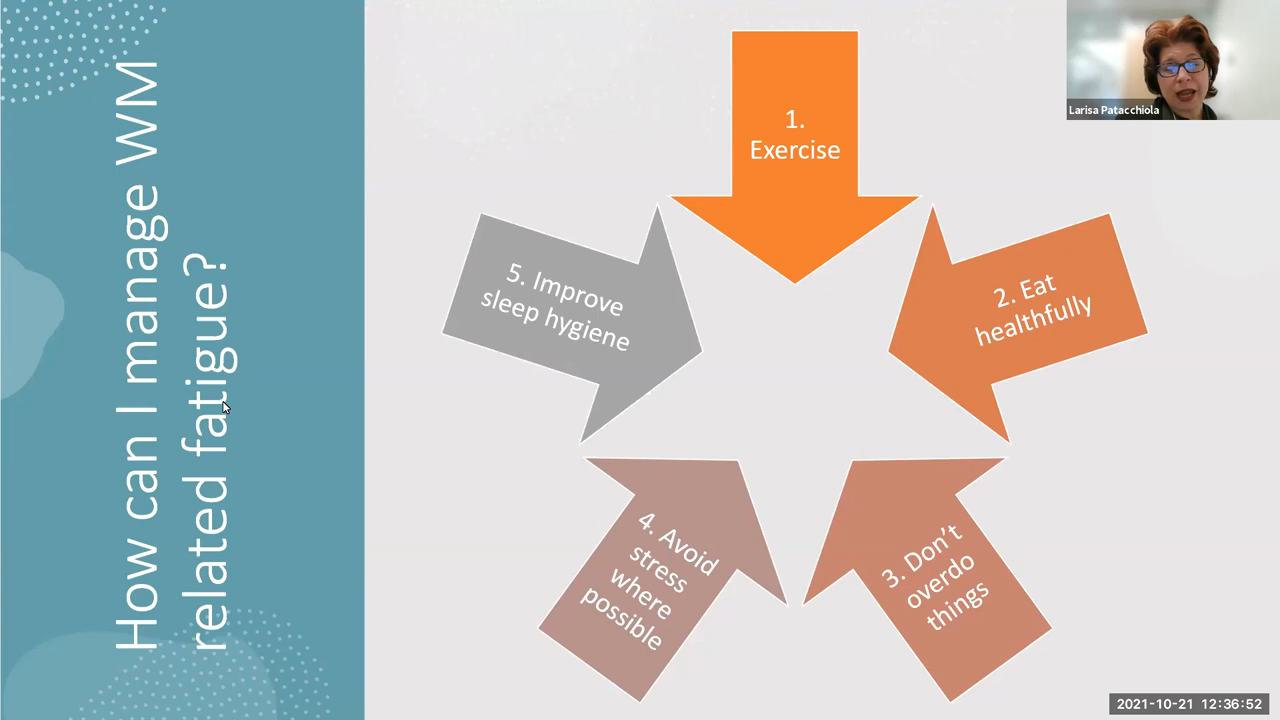 How can I manage WM
related fatigue?
1.
Exercise
2. Eat
healthfully
3. Don’t
overdo
things
4. Avoid
stress
where
possible
5. Improve
sleep hygiene
Larisa Patacchiola
2021-10-21 12:36:52